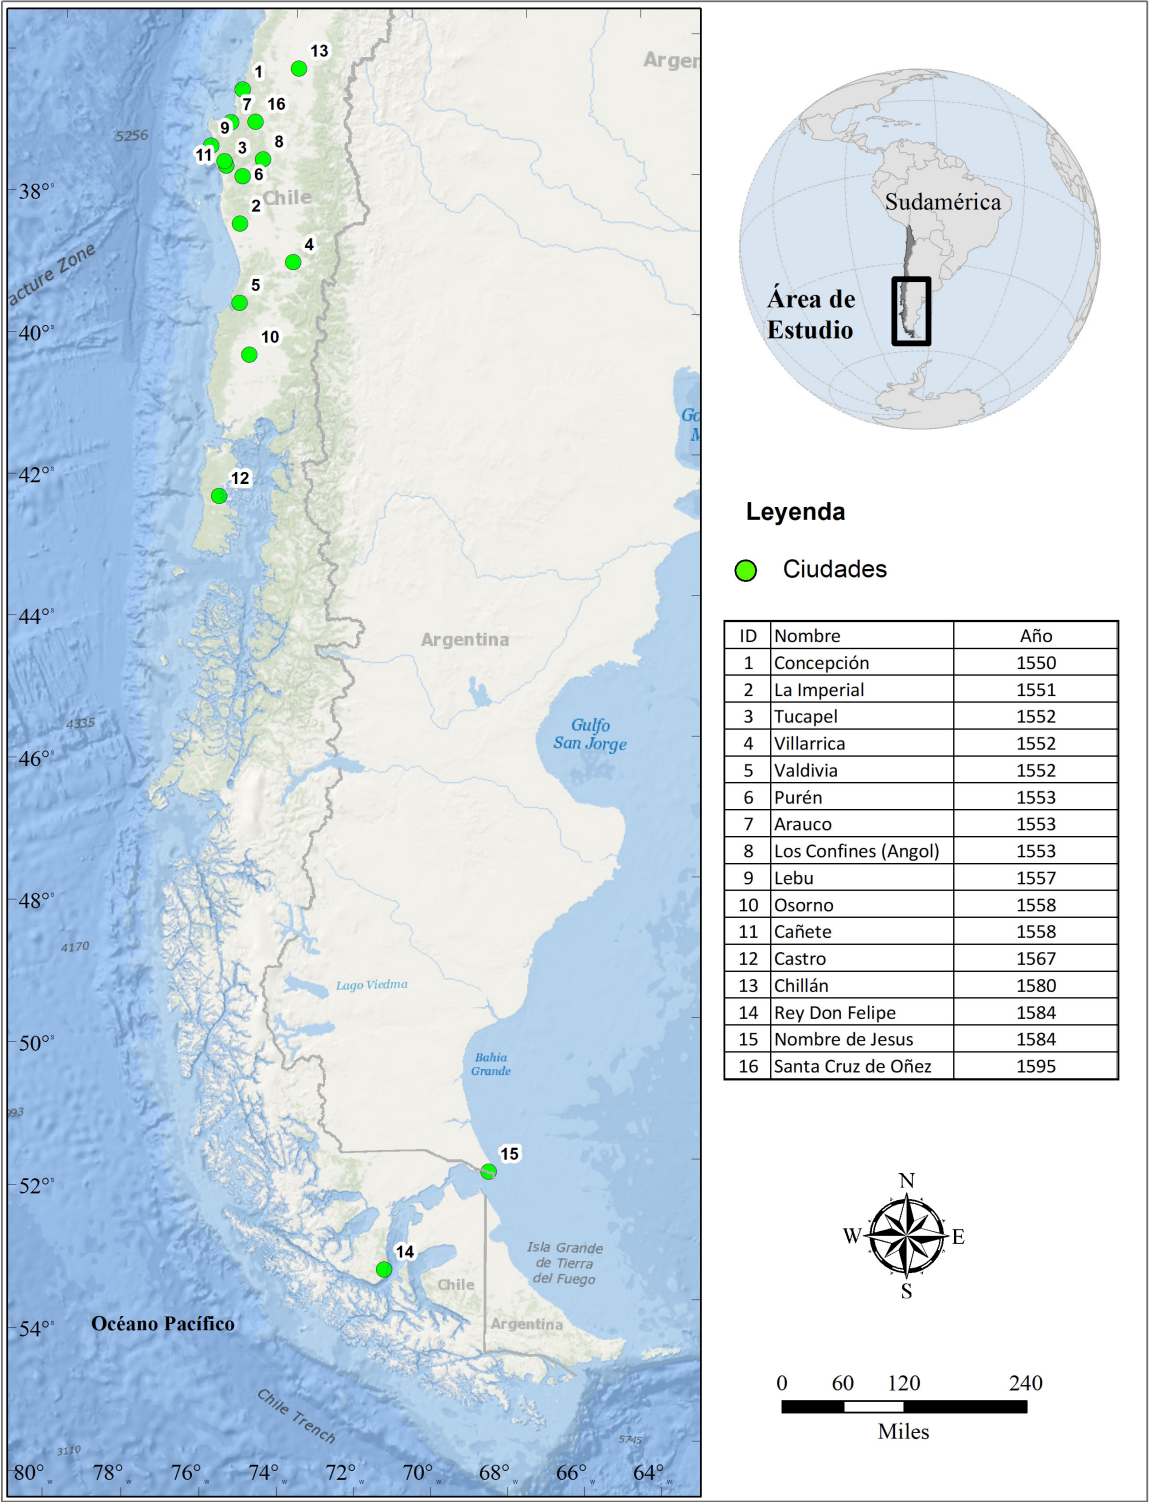 Argen
13
1
7
16
5256
9
3
8
11
6
38°
Chile
2
acture Zone
4
5
40°
10
Go
M
42°
12
44°
Argentina
4335
Gulfo
San Jorge
46°
48°
4170
Lago Viedma
50°
Bahía
Grande
093
15
52°
Isla Grande
de Tierra
del Fuego
14
Chile
Argentina
Océano Pacífico
54°
Chile Trench
3110
5745
80° w 78° w 76° w 74° w 72° w 70° w 68° w 66° w 64° w
Sudamérica
Área de
Estudio
Leyenda
Ciudades
ID Nombre Año
1 Concepción 1550
2 La Imperial 1551
3 Tucapel 1552
4 Villarrica 1552
5 Valdivia 1552
6 Purén 1553
7 Arauco 1553
8 Los Confines (Angol) 1553
9 Lebu 1557
10 Osorno 1558
11 Cañete 1558
12 Castro 1567
13 Chillán 1580
14 Rey Don Felipe 1584
15 Nombre de Jesus 1584
16 Santa Cruz de Oñez 1595
N
W E
S
0 60 120 240
Miles